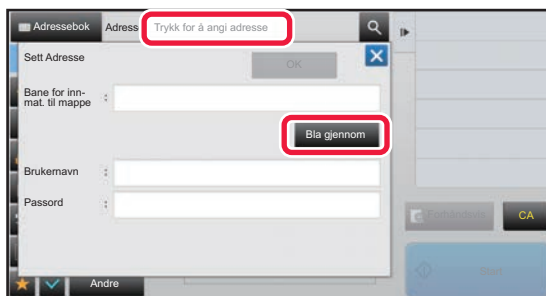 Adressebok Adress Trykk for å angi adresse
Sett Adresse
OK
Bane for inn-
mat. til mappe :
Bla gjennom
Brukernavn :
Passord :
CA
Start
Andre